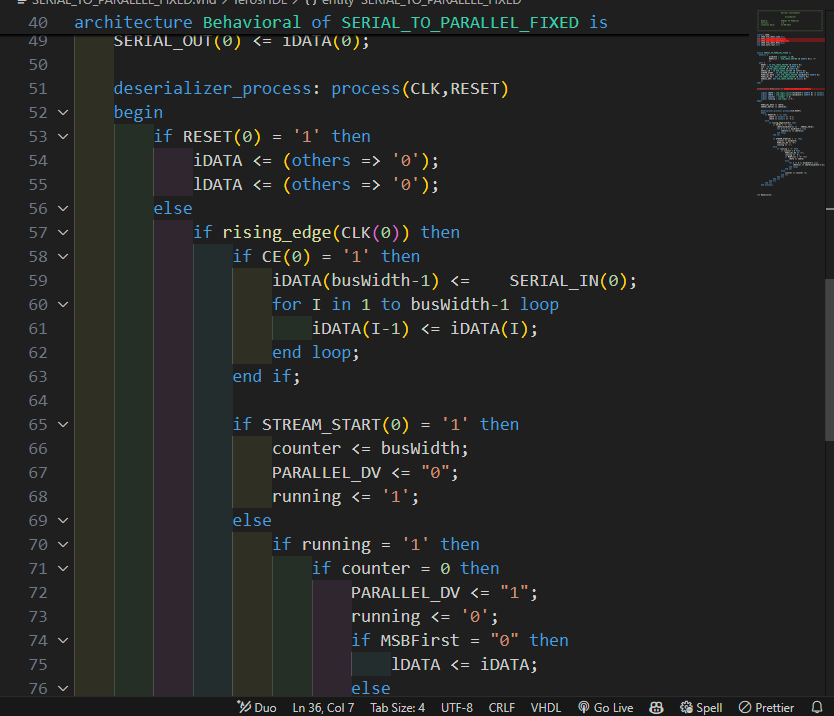 SERIAL_TO_PARALLEL_FIXED.vhd > TerosHDL > {} entity SERIAL_TO_PARALLEL_FIXED
40 architecture Behavioral of SERIAL_TO_PARALLEL_FIXED is
49 SERIAL_OUT(0) <= iDATA(0);
50
51 deserializer_process: process(CLK,RESET)
52 begin
53 if RESET(0) = '1' then
54 iDATA <= (others => '0');
55 lDATA <= (others => '0');
56 else
57 if rising_edge(CLK(0)) then
58 if CE(0) = '1' then
59 iDATA(busWidth-1) <=    SERIAL_IN(0);
60 for I in 1 to busWidth-1 loop
61 iDATA(I-1) <= iDATA(I);
62 end loop;
63 end if;
64
65 if STREAM_START(0) = '1' then
66 counter <= busWidth;
67 PARALLEL_DV <= "0";
68 running <= '1';
69 else
70 if running = '1' then
71 if counter = 0 then
72 PARALLEL_DV <= "1";
73 running <= '0';
74 if MSBFirst = "0" then
75 lDATA <= iDATA;
76 else
Duo Ln 36, Col 7 Tab Size: 4 UTF-8 CRLF VHDL Go Live Spell Prettier